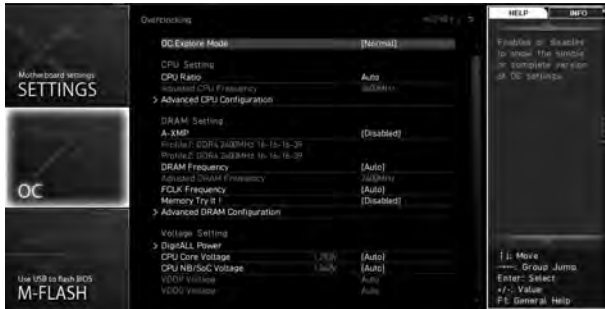 HELP
INFO
Overclocking
OC Explore Mode [Normal]
Enables or disables
to show the simple
or complete version
of OC settings.
CPU Setting
CPU Ratio Auto
Adjusted CPU Frequency
> Advanced CPU Configuration
Motherboard settings
SETTINGS
DRAM Setting
A-XMP [Disabled]
DRAM Frequency [Auto]
Adjusted DRAM Frequency
FCLK Frequency [Auto]
Memory Try It ! [Disabled]
> Advanced DRAM Configuration
OC
Voltage Setting
> DigitALL Power
CPU Core Voltage [Auto]
CPU NB/SoC Voltage [Auto]
VDDP Voltage Auto
VDDG Voltage Auto
Use USB to flash BIOS
M-FLASH
↑↓: Move
Group Jump
Enter: Select
+/-: Value
F1: General Help